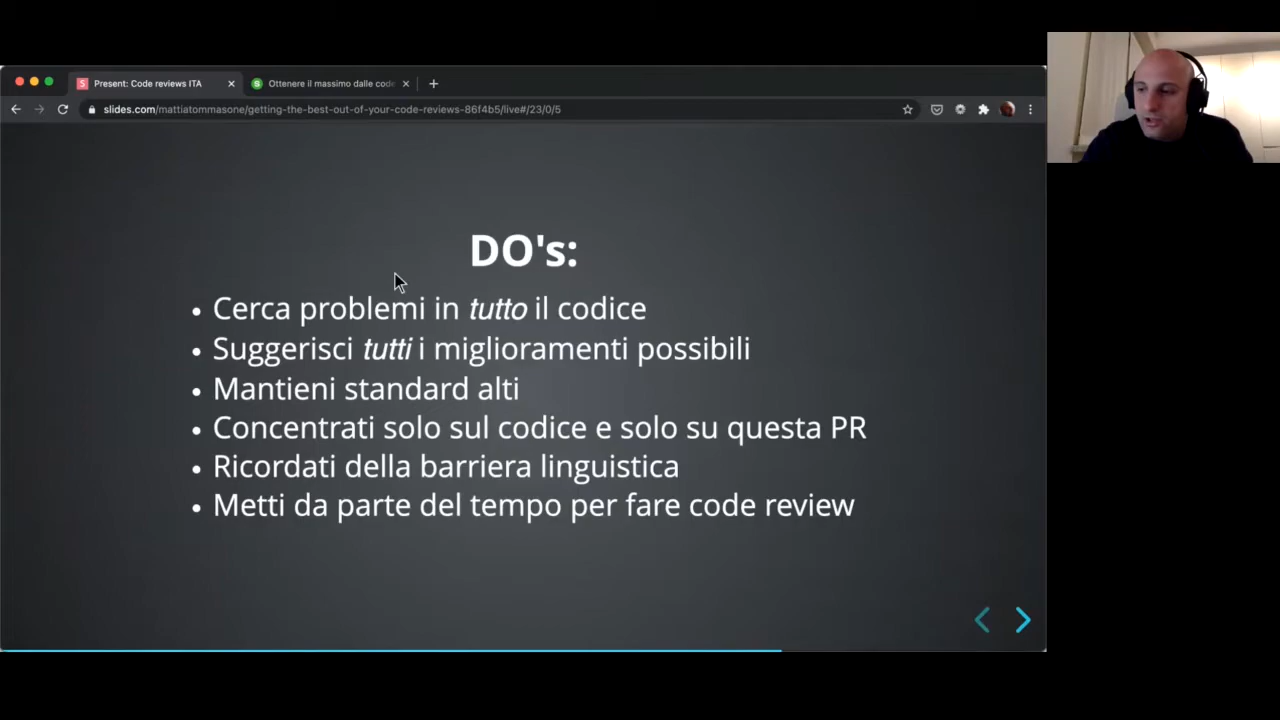 Present: Code reviews ITA
Ottenere il massimo dalle code
slides.com/mattiatommasone/getting-the-best-out-of-your-code-reviews-86f4b5/live#/23/0/5
DO's:
• Cerca problemi in tutto il codice
• Suggerisci tutti i miglioramenti possibili
• Mantieni standard alti
• Concentrati solo sul codice e solo su questa PR
• Ricordati della barriera linguistica
• Metti da parte del tempo per fare code review